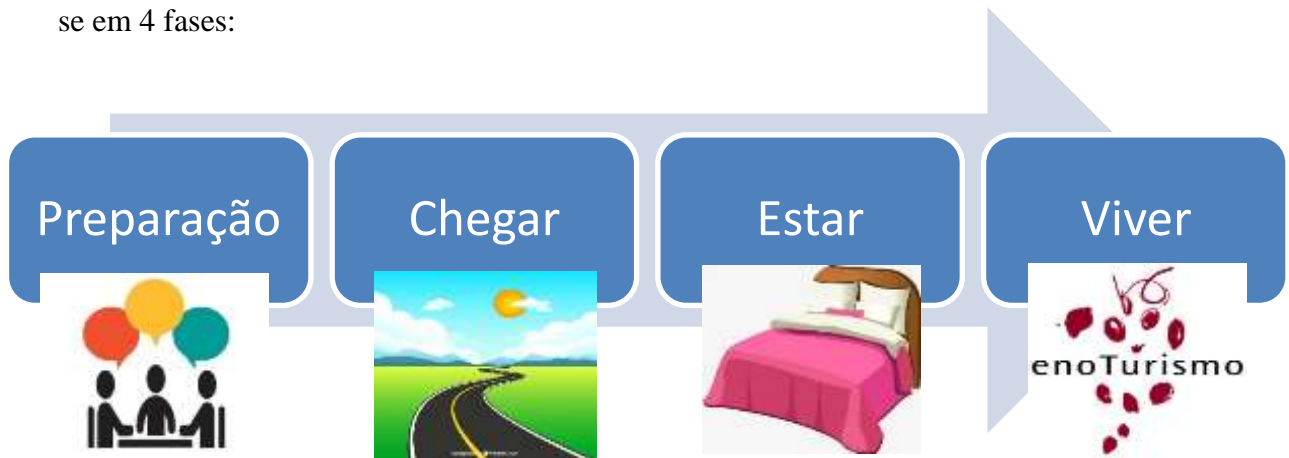 se em 4 fases:
Preparação
Chegar
Estar
Viver
enoTurismo